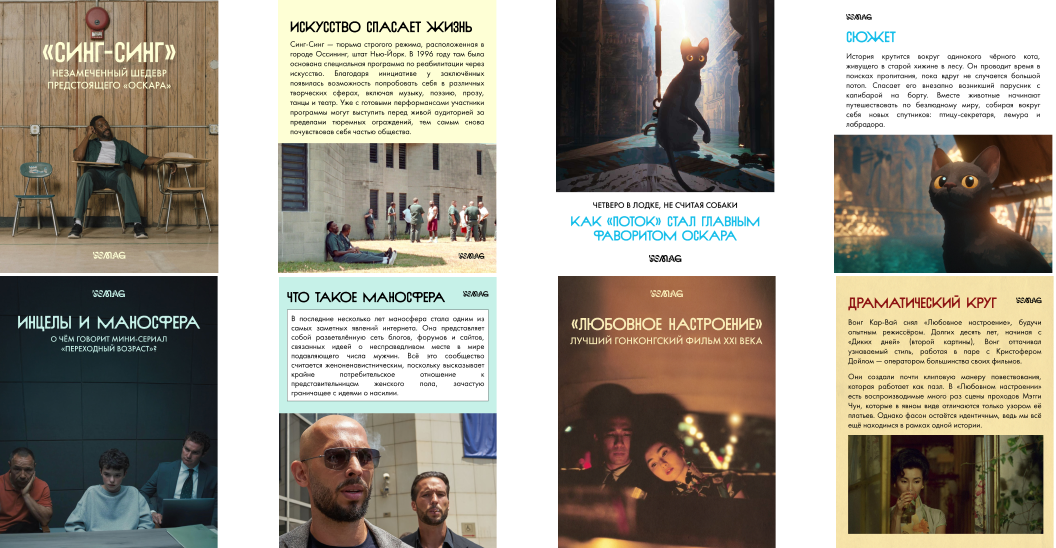 «СИНГ-СИНГ»
НЕЗАМЕЧЕННЫЙ ШЕДЕВР
ПРЕДСТОЯЩЕГО «ОСКАРА»
WEMAG
ИСКУССТВО СПАСАЕТ ЖИЗНЬ
Синг-Синг — тюрьма строгого режима, расположенная в
городе Оссининг, штат Нью-Йорк. В 1996 году там была
основана специальная программа по реабилитации через
искусство. Благодаря инициативе у заключённых
появилась возможность попробовать себя в различных
творческих сферах, включая музыку, поэзию, прозу,
танцы и театр. Уже с готовыми перформансами участники
программы могут выступить перед живой аудиторией за
пределами тюремных ограждений, тем самым снова
почувствовав себя частью общества.
WEMAG
ЧЕТВЕРО В ЛОДКЕ, НЕ СЧИТАЯ СОБАКИ
КАК «ПОТОК» СТАЛ ГЛАВНЫМ
ФАВОРИТОМ ОСКАРА
WEMAG
WEMAG
СЮЖЕТ
История крутится вокруг одинокого чёрного кота,
живущего в старой хижине в лесу. Он проводит время в
поисках пропитания, пока вдруг не случается большой
потоп. Спасает его внезапно возникший парусник с
капибарой на борту. Вместе животные начинают
путешествовать по безлюдному миру, собирая вокруг
себя новых спутников: птицу-секретаря, лемура и
лабрадора.
WEMAG
ИНЦЕЛЫ И МАНОСФЕРА
О ЧЁМ ГОВОРИТ МИНИ-СЕРИАЛ
«ПЕРЕХОДНЫЙ ВОЗРАСТ»?
ЧТО ТАКОЕ МАНОСФЕРА
WEMAG
В последние несколько лет маносфера стала одним из
самых заметных явлений интернета. Она представляет
собой разветвлённую сеть блогов, форумов и сайтов,
связанных идеей о несправедливом месте в мире
подавляющего числа мужчин. Всё это сообщество
считается женоненавистническим, поскольку высказывает
крайне потребительское отношение к
представительницам женского пола, зачастую
граничащее с идеями о насилии.
WEMAG
«ЛЮБОВНОЕ НАСТРОЕНИЕ»
ЛУЧШИЙ ГОНКОНГСКИЙ ФИЛЬМ XXI ВЕКА
ДРАМАТИЧЕСКИЙ КРУГ
WEMAG
Вонг Кар-Вай снял «Любовное настроение», будучи
опытным режиссёром. Долгих десять лет, начиная с
«Диких дней» (второй картины), Вонг оттачивал
узнаваемый стиль, работая в паре с Кристофером
Дойлом — оператором большинства своих фильмов.
Они создали почти клиповую манеру повествования,
которая работает как пазл. В «Любовном настроении»
есть воспроизводимые много раз сцены проходов Мэгги
Чун, которые в явном виде отличаются только узором её
платьев. Однако фасон остаётся идентичным, ведь мы всё
ещё находимся в рамках одной истории.